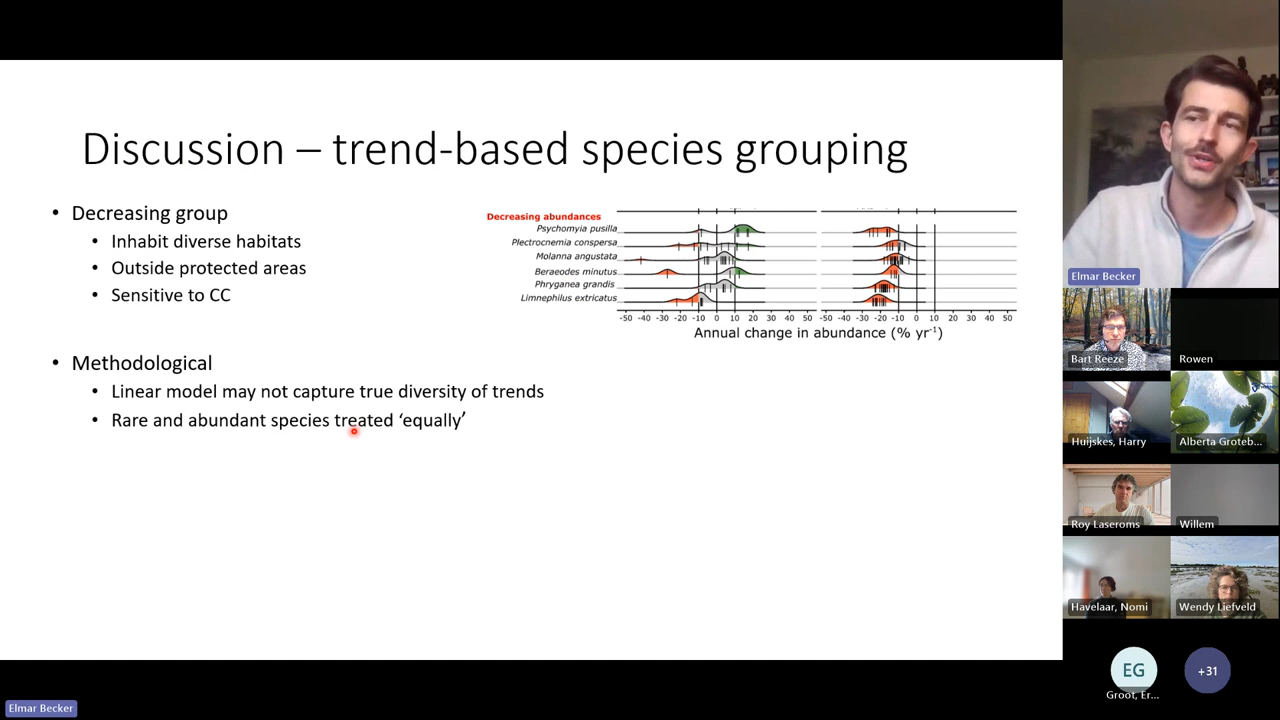 Discussion – trend-based species grouping
• Decreasing group
• Inhabit diverse habitats
• Outside protected areas
• Sensitive to CC
• Methodological
• Linear model may not capture true diversity of trends
• Rare and abundant species treated ‘equally’
Decreasing abundances
Psychomyia pusilla
Plectrocnemia conspersa
Molanna angustata
Beraeodes minutus
Phryganea grandis
Limnephilus extricatus
-50 -40 -30 -20 -10 0 10 20 30 40 50
-50 -40 -30 -20 -10 0 10 20 30 40 50
Annual change in abundance (% yr⁻¹)
Elmar Becker
Bart Reeze
Rowen
Huijskes, Harry
Alberta Groteb...
Roy Laseroms
Willem
Havelaar, Nomi
Wendy Liefveld
EG
Groot, Er...
+31
Elmar Becker